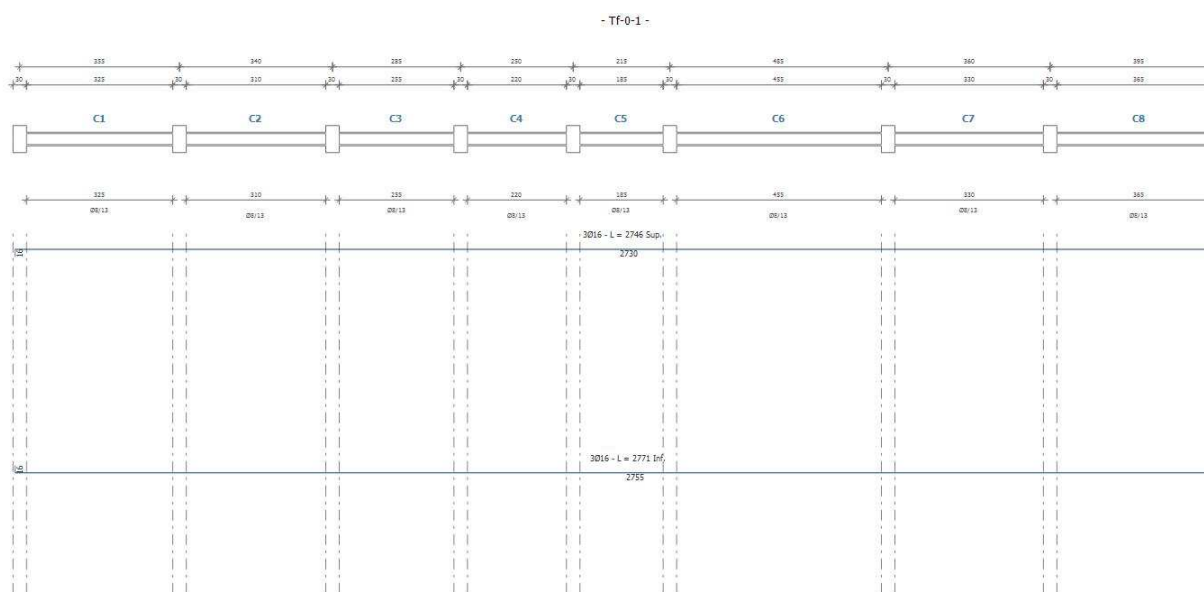 - Tf-0-1 -
355 340 285 250 215 485 360 395
30 325 30 310 30 255 30 220 30 185 30 455 30 330 30 365
C1 C2 C3 C4 C5 C6 C7 C8
325 310 255 220 185 455 330 365
Ø8/13 Ø8/13 Ø8/13 Ø8/13 Ø8/13 Ø8/13 Ø8/13 Ø8/13
3Ø16 - L = 2746 Sup.
16 2730
3Ø16 - L = 2771 Inf.
16 2755